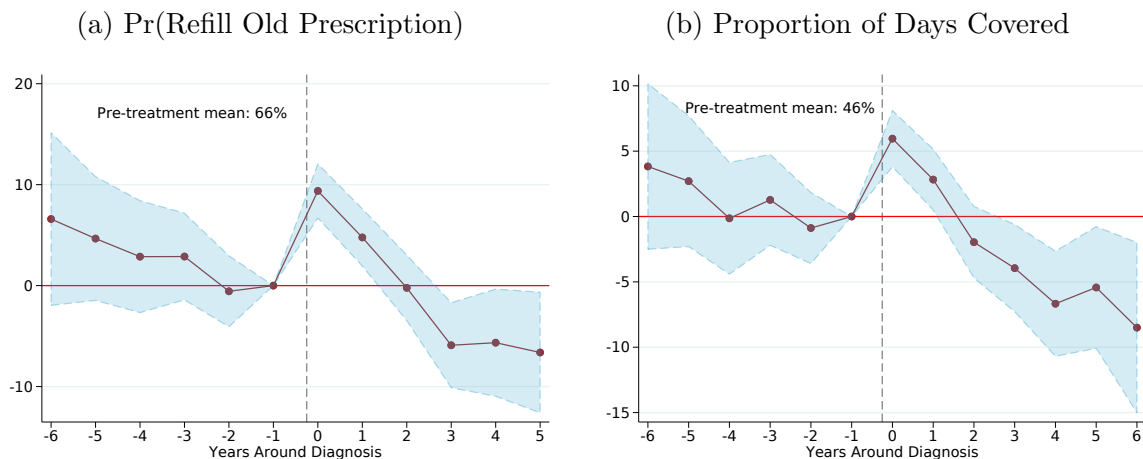 (a) Pr(Refill Old Prescription)
20
10
0
-10
Pre-treatment mean: 66%
-6 -5 -4 -3 -2 -1 0 1 2 3 4 5
Years Around Diagnosis
(b) Proportion of Days Covered
10
5
0
-5
-10
-15
Pre-treatment mean: 46%
-6 -5 -4 -3 -2 -1 0 1 2 3 4 5 6
Years Around Diagnosis